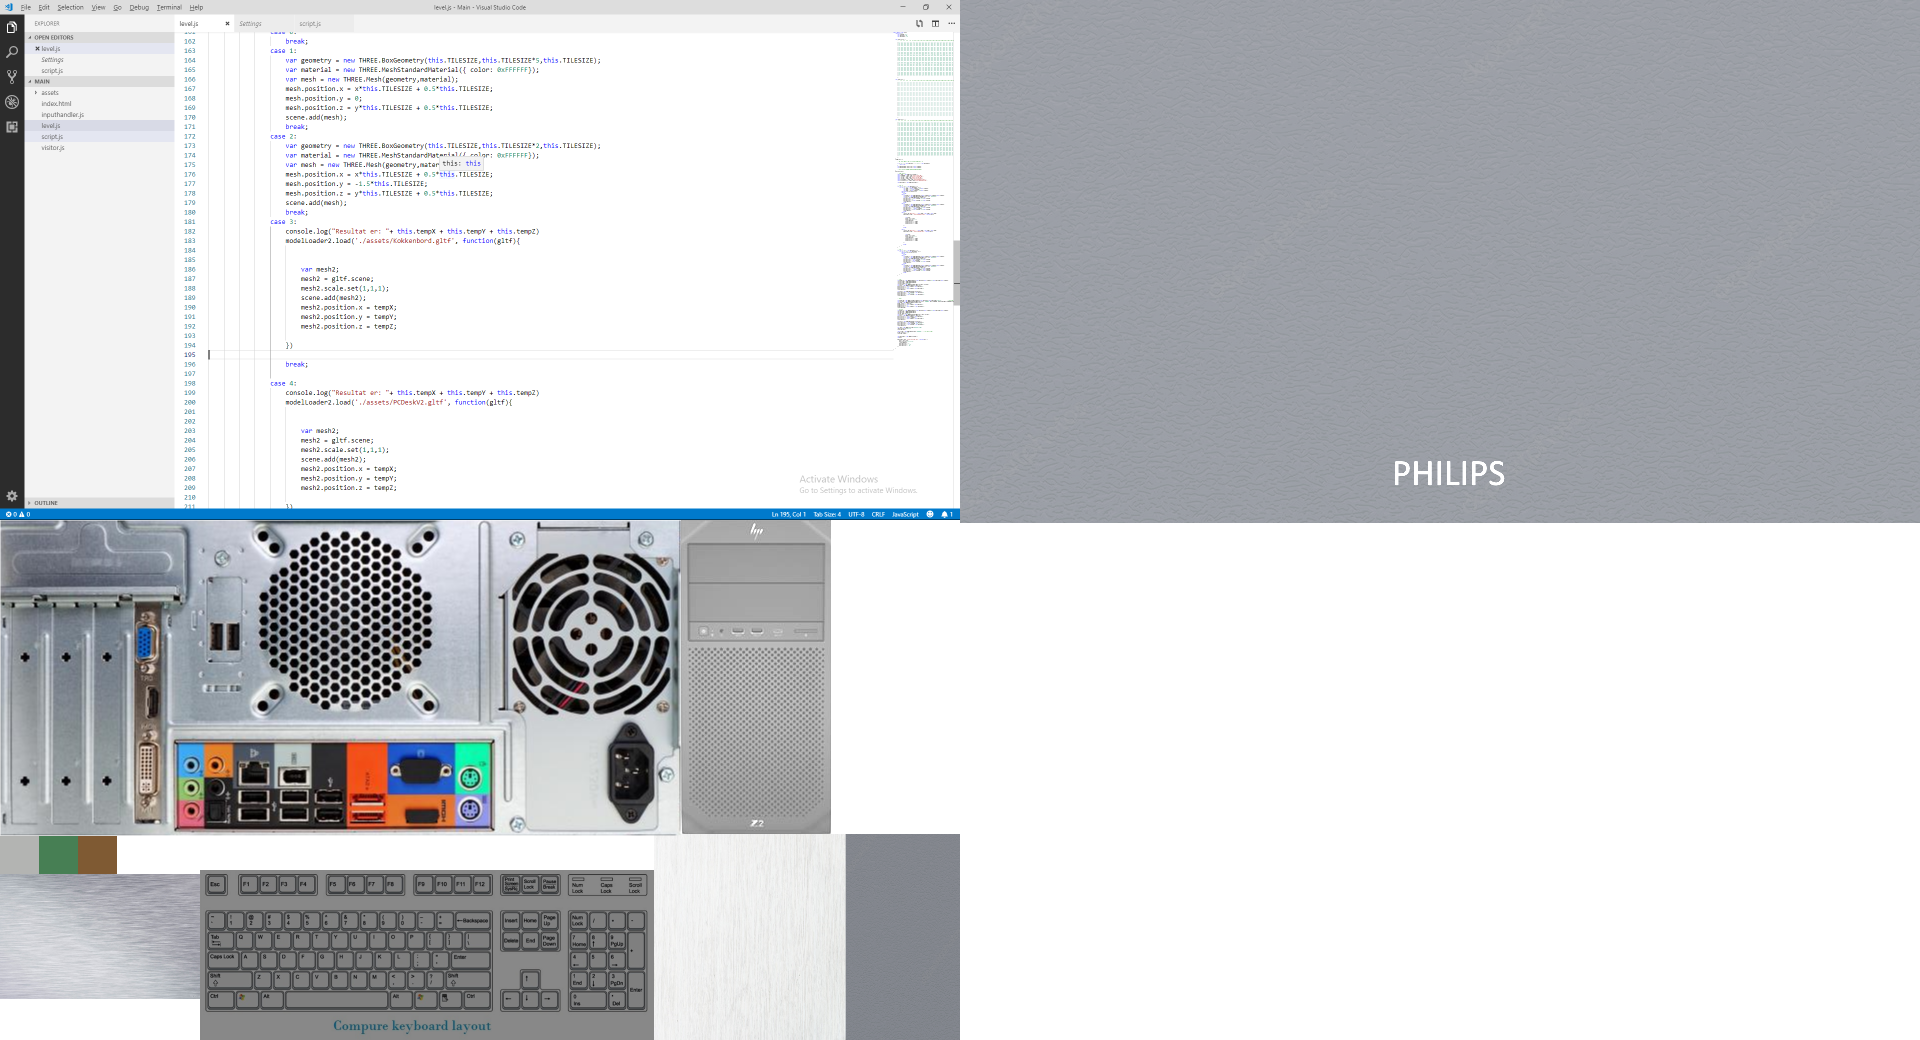 File Edit Selection View Go Debug Terminal Help
level.js - Main - Visual Studio Code
EXPLORER
OPEN EDITORS
level.js
Settings
script.js
MAIN
assets
index.html
inputhandler.js
level.js
script.js
visitor.js
OUTLINE
level.js Settings script.js
162 break;
163 case 1:
164 var geometry = new THREE.BoxGeometry(this.TILESIZE,this.TILESIZE*5,this.TILESIZE);
165 var material = new THREE.MeshStandardMaterial({ color: 0xFFFFFF});
166 var mesh = new THREE.Mesh(geometry,material);
167 mesh.position.x = x*this.TILESIZE + 0.5*this.TILESIZE;
168 mesh.position.y = 0;
169 mesh.position.z = y*this.TILESIZE + 0.5*this.TILESIZE;
170 scene.add(mesh);
171 break;
172 case 2:
173 var geometry = new THREE.BoxGeometry(this.TILESIZE,this.TILESIZE*2,this.TILESIZE);
174 var material = new THREE.MeshStandardMaterial({ color: 0xFFFFFF});
175 var mesh = new THREE.Mesh(geometry,mater
this: this
176 mesh.position.x = x*this.TILESIZE + 0.5*this.TILESIZE;
177 mesh.position.y = -1.5*this.TILESIZE;
178 mesh.position.z = y*this.TILESIZE + 0.5*this.TILESIZE;
179 scene.add(mesh);
180 break;
181 case 3:
182 console.log("Resultat er: "+ this.tempX + this.tempY + this.tempZ)
183 modelLoader2.load('./assets/Kokkenbord.gltf', function(gltf){
184
185
186 var mesh2;
187 mesh2 = gltf.scene;
188 mesh2.scale.set(1,1,1);
189 scene.add(mesh2);
190 mesh2.position.x = tempX;
191 mesh2.position.y = tempY;
192 mesh2.position.z = tempZ;
193
194 })
195
196 break;
197
198 case 4:
199 console.log("Resultat er: "+ this.tempX + this.tempY + this.tempZ)
200 modelLoader2.load('./assets/PCDeskV2.gltf', function(gltf){
201
202
203 var mesh2;
204 mesh2 = gltf.scene;
205 mesh2.scale.set(1,1,1);
206 scene.add(mesh2);
207 mesh2.position.x = tempX;
208 mesh2.position.y = tempY;
209 mesh2.position.z = tempZ;
210
211 })
Activate Windows
Go to Settings to activate Windows.
0 0
Ln 195, Col 1 Tab Size: 4 UTF-8 CRLF JavaScript 1
PHILIPS
hp
Z2
Esc F1 F2 F3 F4 F5 F6 F7 F8 F9 F10 F11 F12 Print Screen SysRq Scroll Lock Pause Break Num Lock Caps Lock Scroll Lock
Backspace Insert Home Page Up Num Lock / * -
Tab Q W E R T Y U I O P Delete End Page Down 7 Home 8 9 PgUp +
Caps Lock A S D F G H J K L Enter 4 5 6
Shift Z X C V B N M Shift 1 End 2 3 PgDn Enter
Ctrl Alt Alt Ctrl 0 Ins Del
Compure keyboard layout